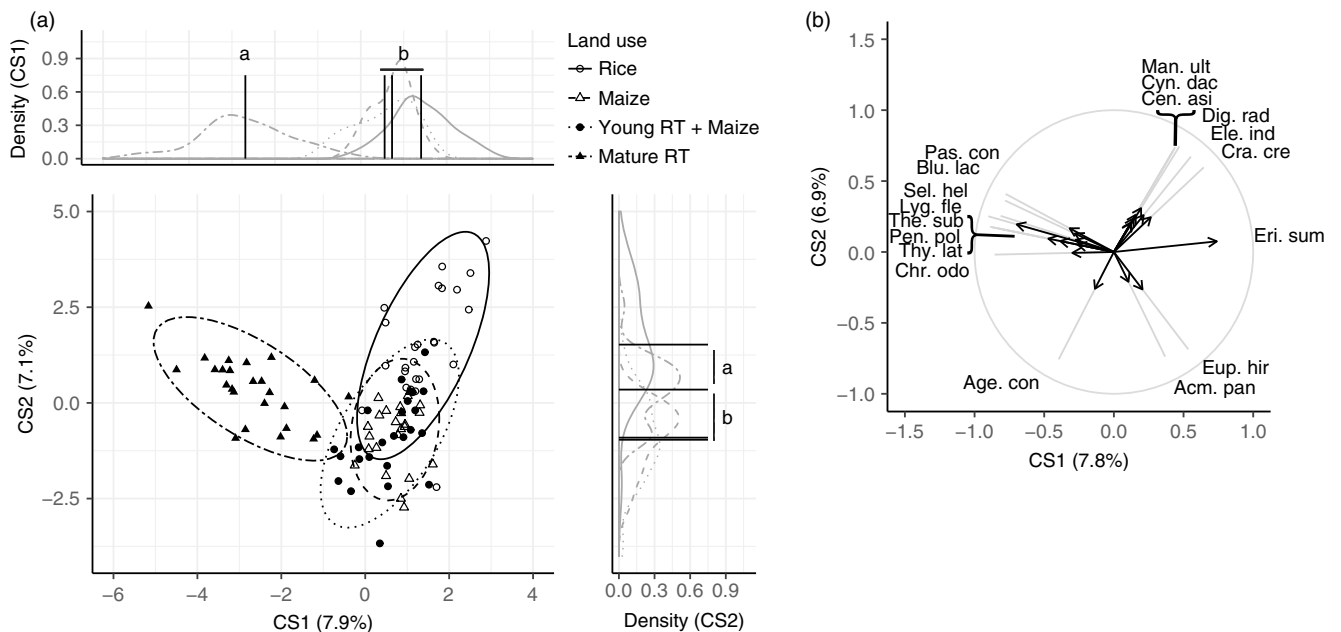 (a)
Density (CS1)
0.9
0.6
0.3
0.0
a
b
Land use
Rice
Maize
Young RT + Maize
Mature RT
CS2 (7.1%)
5.0
2.5
0.0
−2.5
−6
−4
−2
0
2
4
CS1 (7.9%)
a
b
0.0
0.3
0.6
0.9
Density (CS2)
(b)
CS2 (6.9%)
1.5
1.0
0.5
0.0
−0.5
−1.0
Man. ult
Cyn. dac
Cen. asi
Dig. rad
Ele. ind
Cra. cre
Pas. con
Blu. lac
Sel. hel
Lyg. fle
The. sub
Pen. pol
Thy. lat
Chr. odo
Eri. sum
Age. con
Eup. hir
Acm. pan
−1.5
−1.0
−0.5
0.0
0.5
1.0
CS1 (7.8%)